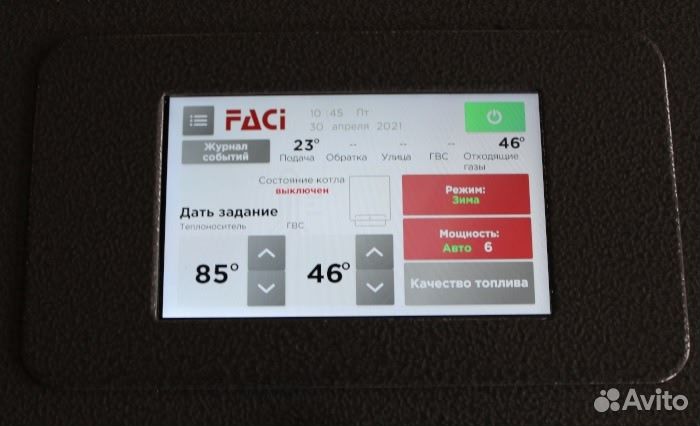 FACI
10:45 Пт
30 апреля 2021
Журнал
событий
23° -- -- -- 46°
Подача Обратка Улица ГВС Отходящие
газы
Состояние котла
выключен
Режим:
Зима
Дать задание
Теплоноситель ГВС
Мощность:
Авто 6
85° 46°
Качество топлива
Avito